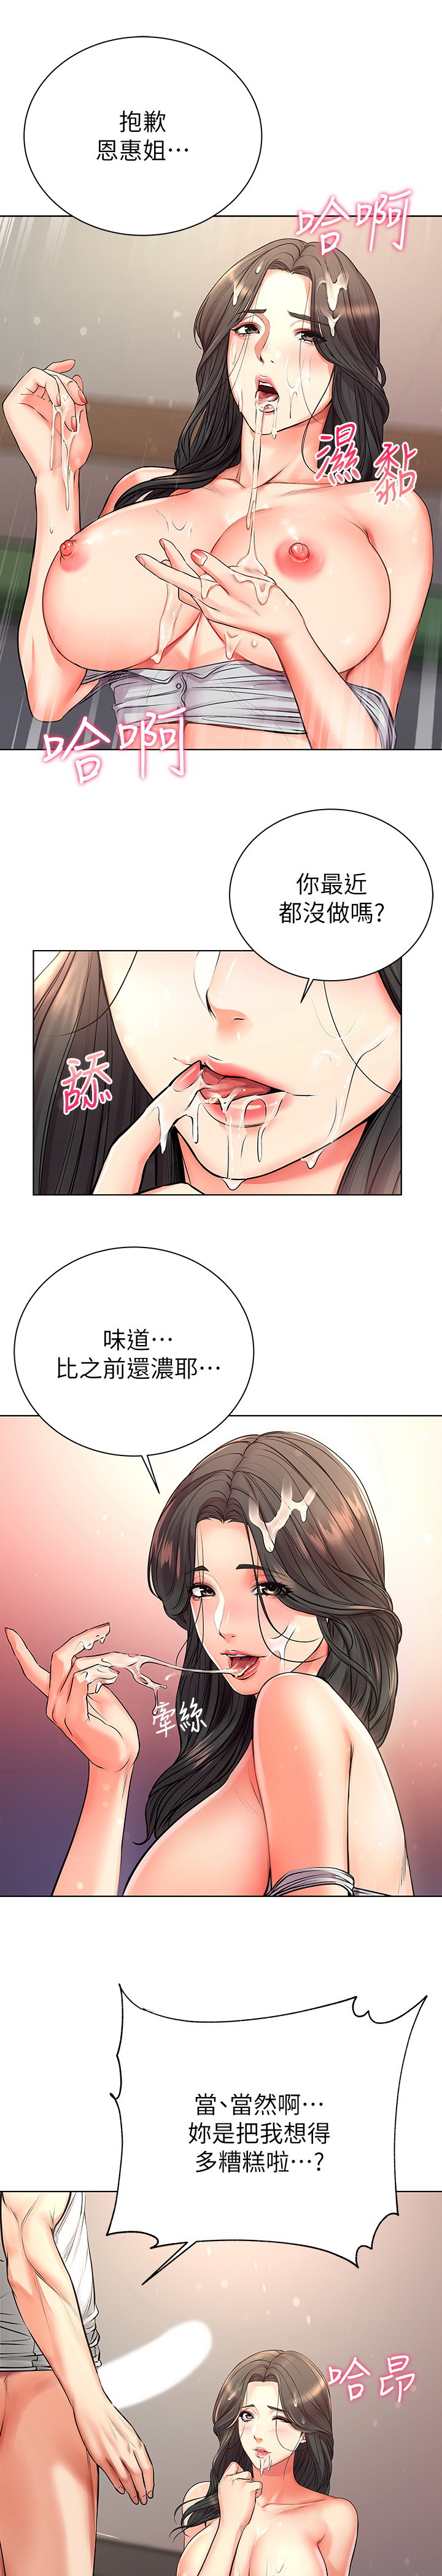 抱歉
恩惠姐…
哈啊
濕黏
哈啊
你最近
都沒做嗎?
舔
味道…
比之前還濃耶…
牽絲
當、當然啊…
妳是把我想得
多糟糕啦…?
哈昂